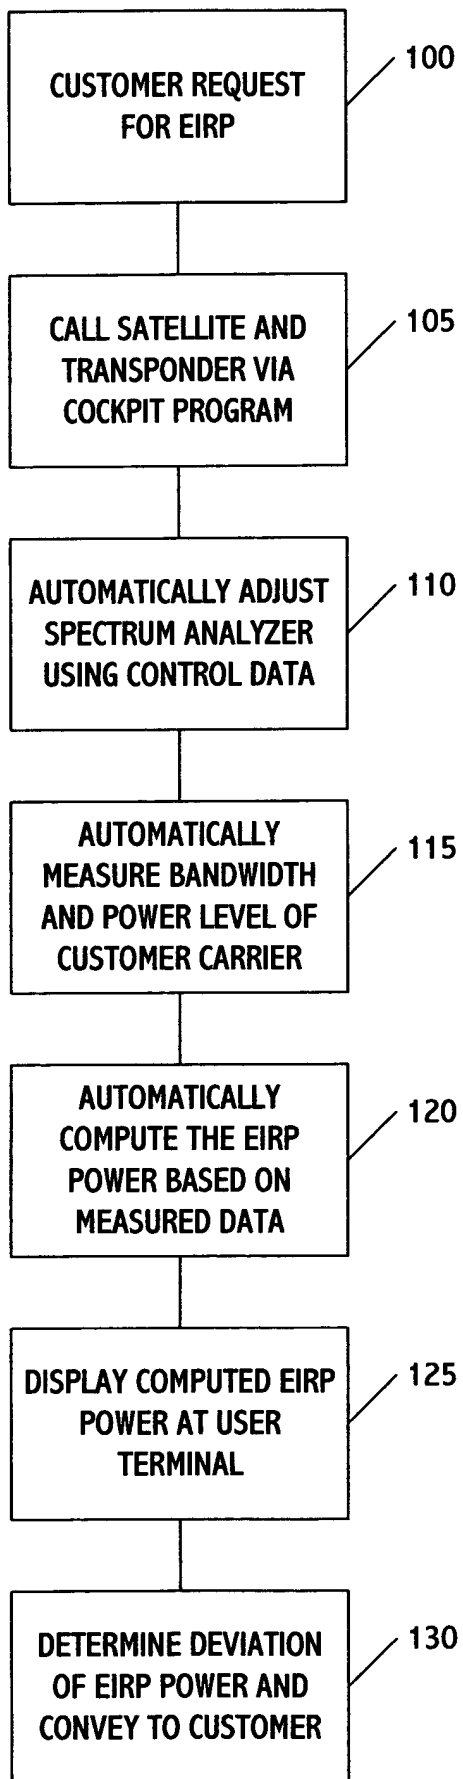 CUSTOMER REQUEST
FOR EIRP
100
CALL SATELLITE AND
TRANSPONDER VIA
COCKPIT PROGRAM
105
AUTOMATICALLY ADJUST
SPECTRUM ANALYZER
USING CONTROL DATA
110
AUTOMATICALLY
MEASURE BANDWIDTH
AND POWER LEVEL OF
CUSTOMER CARRIER
115
AUTOMATICALLY
COMPUTE THE EIRP
POWER BASED ON
MEASURED DATA
120
DISPLAY COMPUTED EIRP
POWER AT USER
TERMINAL
125
DETERMINE DEVIATION
OF EIRP POWER AND
CONVEY TO CUSTOMER
130